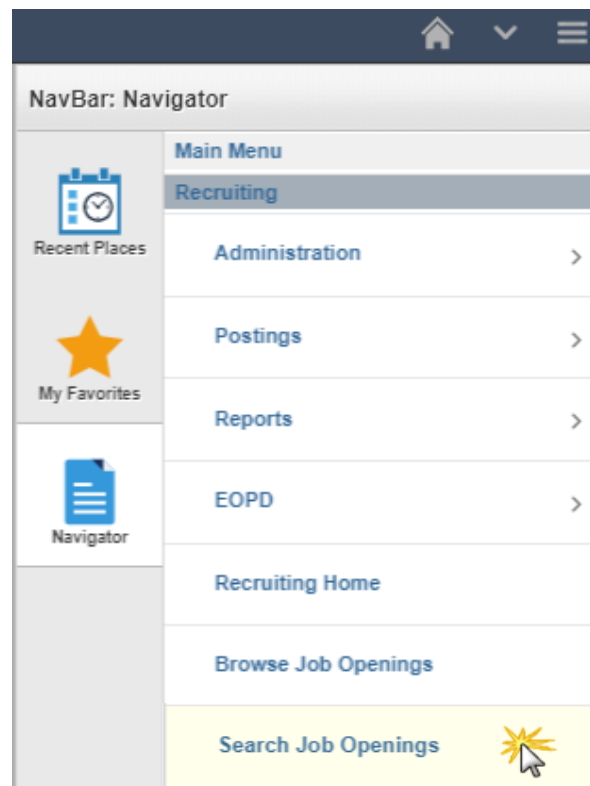 NavBar: Navigator
Main Menu
Recruiting
Recent Places
Administration
Postings
My Favorites
Reports
EOPD
Navigator
Recruiting Home
Browse Job Openings
Search Job Openings